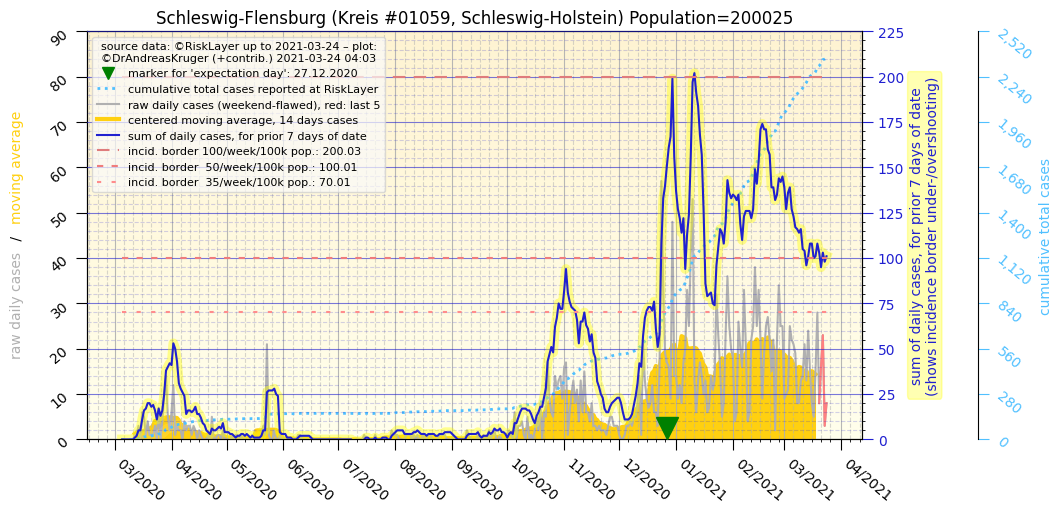 Schleswig-Flensburg (Kreis #01059, Schleswig-Holstein) Population=200025
source data: ©RiskLayer up to 2021-03-24 – plot:
©DrAndreasKruger (+contrib.) 2021-03-24 04:03
marker for 'expectation day': 27.12.2020
cumulative total cases reported at RiskLayer
raw daily cases (weekend-flawed), red: last 5
centered moving average, 14 days cases
sum of daily cases, for prior 7 days of date
incid. border 100/week/100k pop.: 200.03
incid. border  50/week/100k pop.: 100.01
incid. border  35/week/100k pop.: 70.01
raw daily cases  /  moving average
90
80
70
60
50
40
30
20
10
0
03/2020
04/2020
05/2020
06/2020
07/2020
08/2020
09/2020
10/2020
11/2020
12/2020
01/2021
02/2021
03/2021
04/2021
225
200
175
150
125
100
75
50
25
0
sum of daily cases, for prior 7 days of date
(shows incidence border under-/overshooting)
2,520
2,240
1,960
1,680
1,400
1,120
840
560
280
0
cumulative total cases